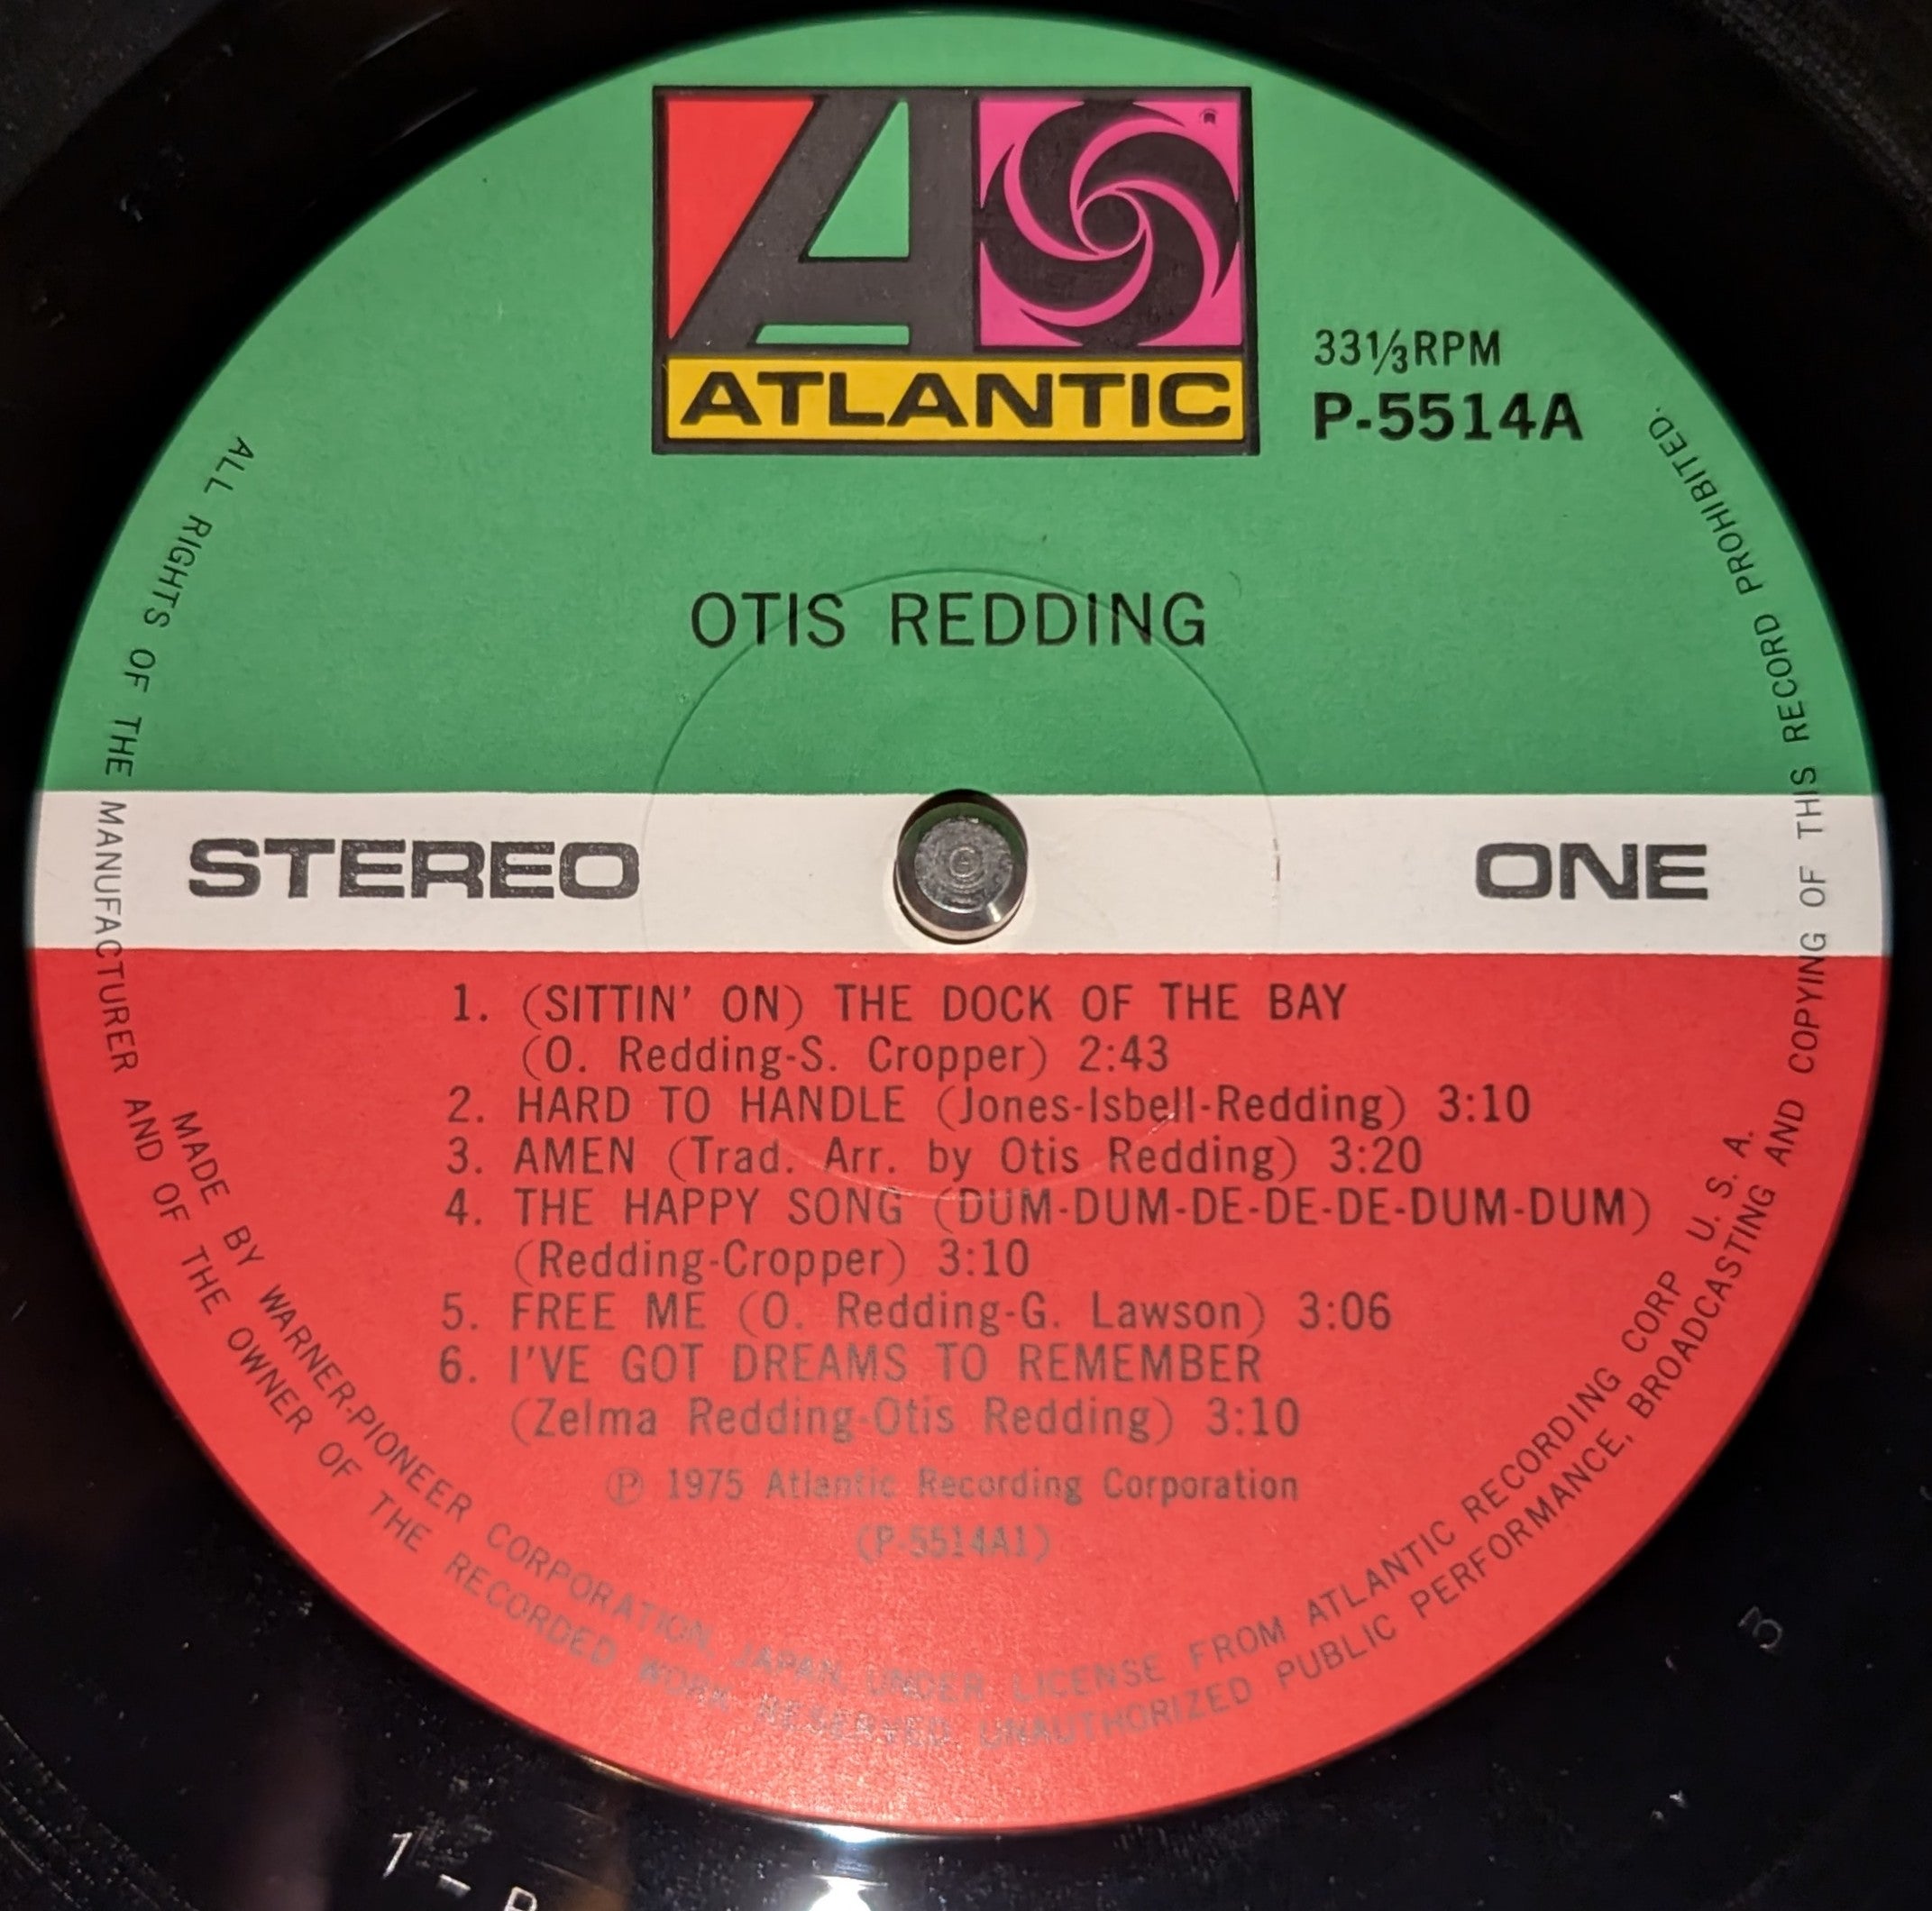 ATLANTIC
33⅓RPM
P-5514A
OTIS REDDING
STEREO
ONE
1. (SITTIN' ON) THE DOCK OF THE BAY
(O. Redding-S. Cropper) 2:43
2. HARD TO HANDLE (Jones-Isbell-Redding) 3:10
3. AMEN (Trad. Arr. by Otis Redding) 3:20
4. THE HAPPY SONG (DUM-DUM-DE-DE-DE-DUM-DUM)
(Redding-Cropper) 3:10
5. FREE ME (O. Redding-G. Lawson) 3:06
6. I'VE GOT DREAMS TO REMEMBER
(Zelma Redding-Otis Redding) 3:10
Ⓟ 1975 Atlantic Recording Corporation
(P-5514A1)
MADE BY WARNER-PIONEER CORPORATION, JAPAN, UNDER LICENSE FROM ATLANTIC RECORDING CORP U. S. A.
ALL RIGHTS OF THE MANUFACTURER AND OF THE OWNER OF THE RECORDED WORK RESERVED. UNAUTHORIZED PUBLIC PERFORMANCE, BROADCASTING AND COPYING OF THIS RECORD PROHIBITED.
3